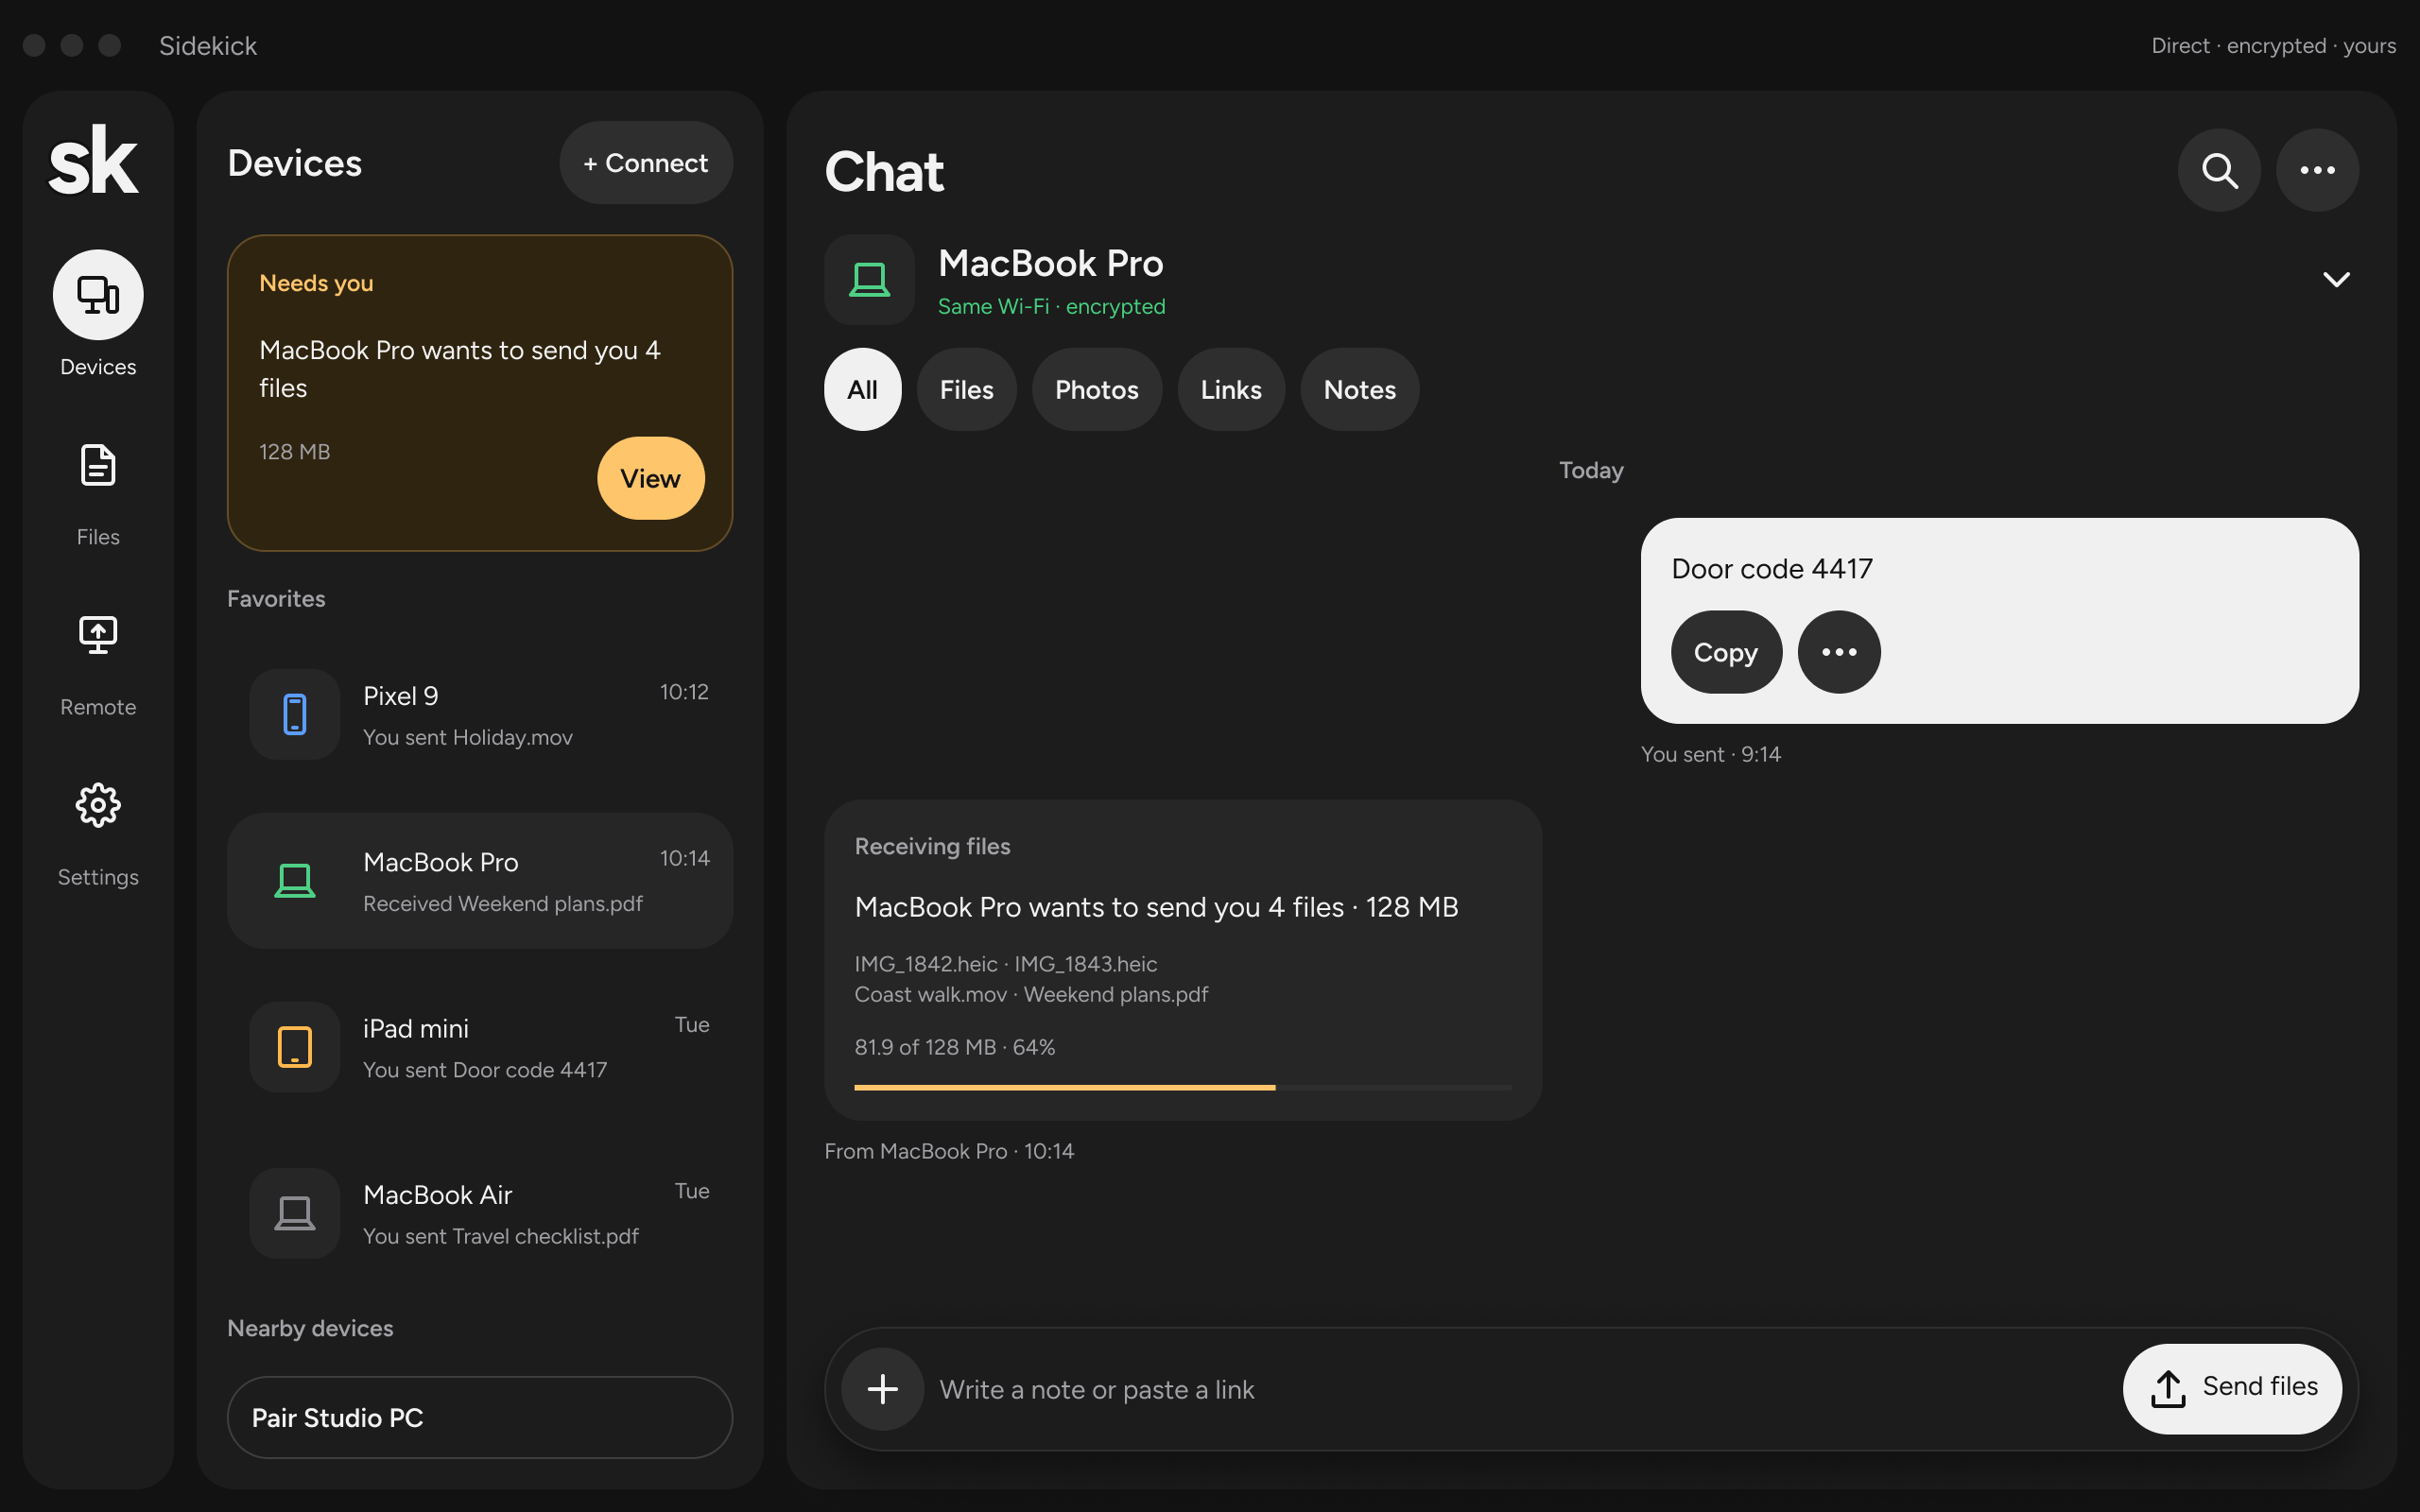 Sidekick
Direct · encrypted · yours
sk
Devices
Files
Remote
Settings
Devices
+ Connect
Needs you
MacBook Pro wants to send you 4
files
128 MB
View
Favorites
Pixel 9
10:12
You sent Holiday.mov
MacBook Pro
10:14
Received Weekend plans.pdf
iPad mini
Tue
You sent Door code 4417
MacBook Air
Tue
You sent Travel checklist.pdf
Nearby devices
Pair Studio PC
Chat
MacBook Pro
Same Wi-Fi · encrypted
All
Files
Photos
Links
Notes
Today
Door code 4417
Copy
You sent · 9:14
Receiving files
MacBook Pro wants to send you 4 files · 128 MB
IMG_1842.heic · IMG_1843.heic
Coast walk.mov · Weekend plans.pdf
81.9 of 128 MB · 64%
From MacBook Pro · 10:14
Write a note or paste a link
Send files